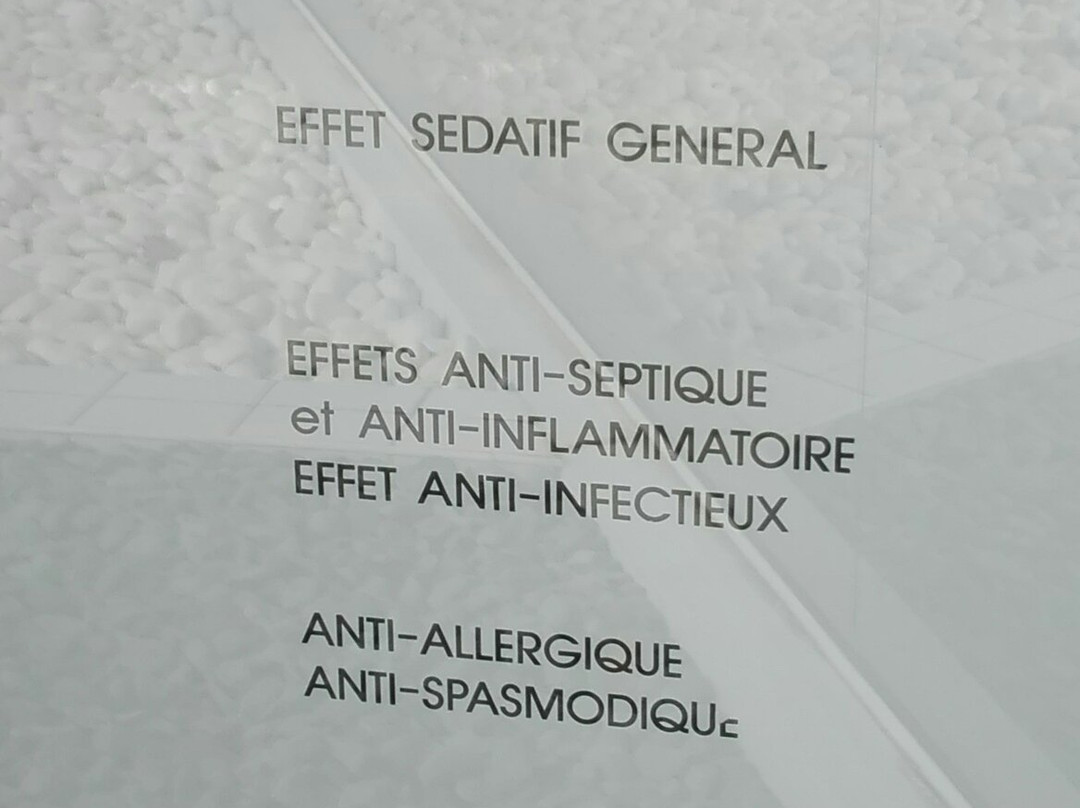 EFFET SEDATIF GENERAL
EFFETS ANTI-SEPTIQUE
et ANTI-INFLAMMATOIRE
EFFET ANTI-INFECTIEUX
ANTI-ALLERGIQUE
ANTI-SPASMODIQUE